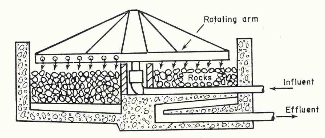 Rotating arm
Rocks
Influent
Effluent